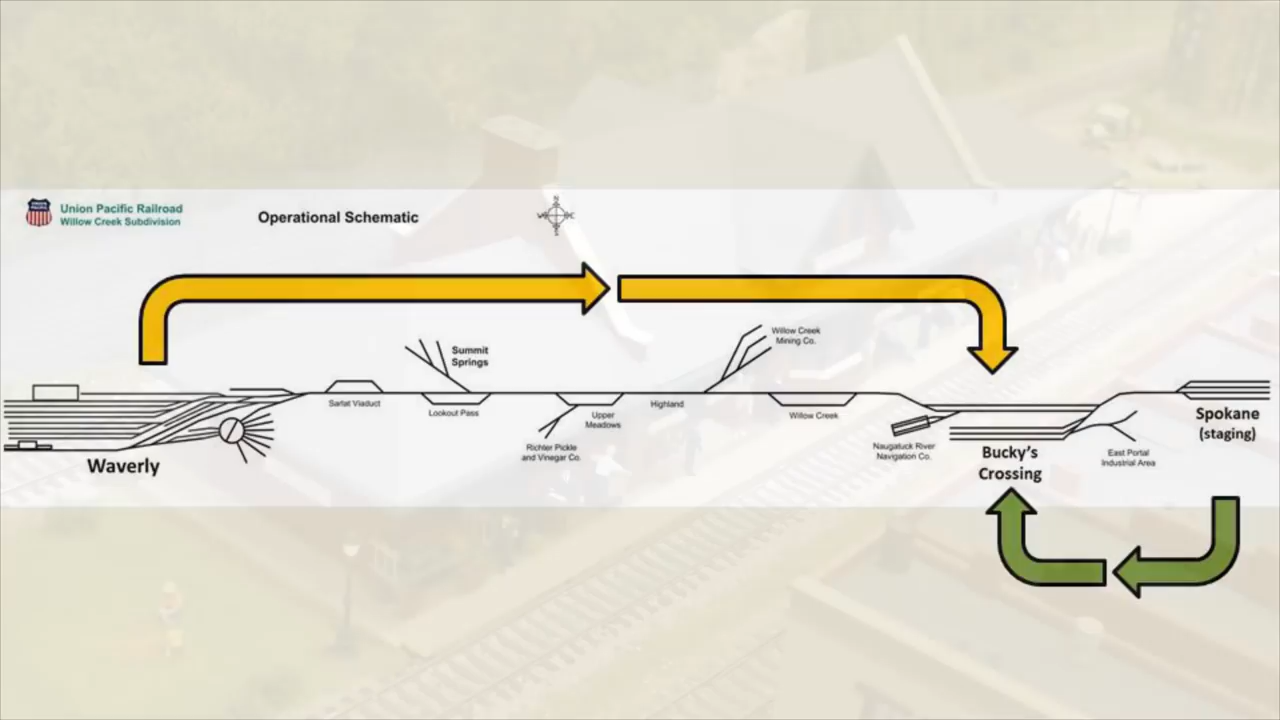 Union Pacific Railroad
Willow Creek Subdivision
Operational Schematic
Summit
Springs
Willow Creek
Mining Co.
Sarlat Viaduct
Lookout Pass
Upper
Meadows
Highland
Willow Creek
Richler Pickle
and Vinegar Co.
Naugatuck River
Navigation Co.
Bucky's
Crossing
East Portal
Industrial Area
Spokane
(staging)
Waverly